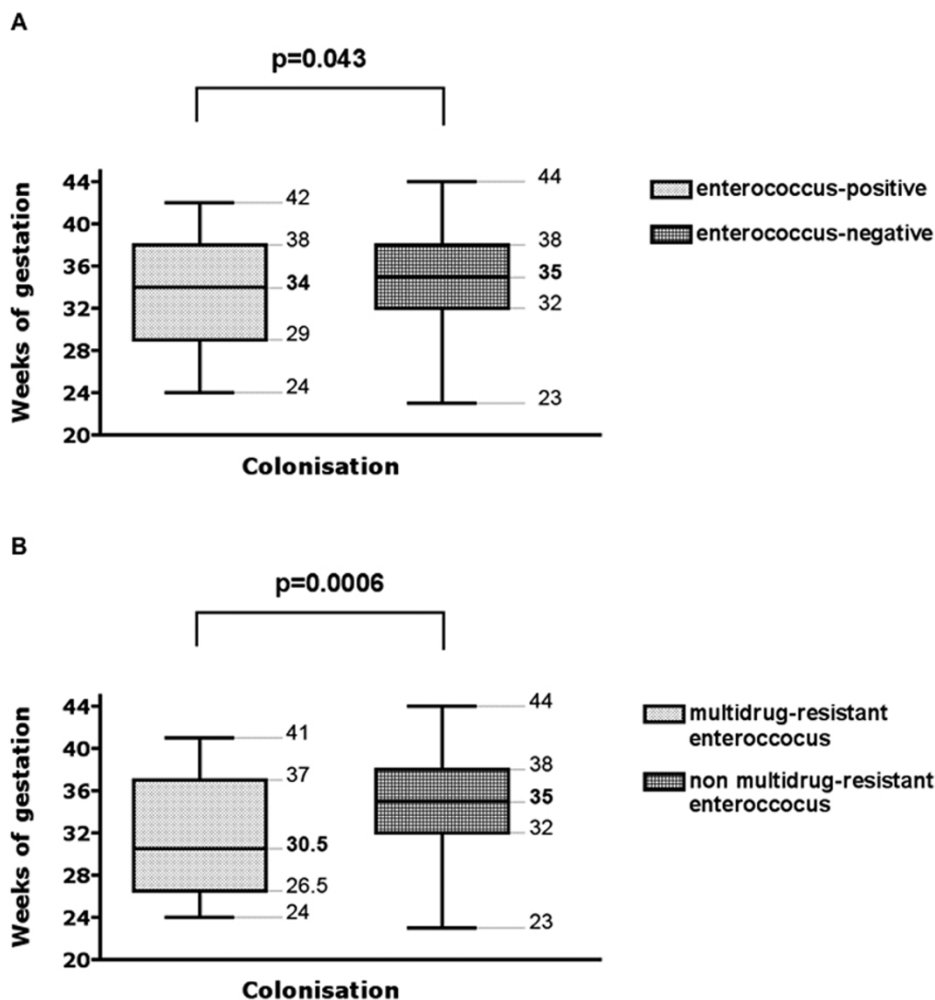 A
p=0.043
Weeks of gestation
44
40
36
32
28
24
20
42
38
34
29
24
44
38
35
32
23
Colonisation
enterococcus-positive
enterococcus-negative
B
p=0.0006
Weeks of gestation
44
40
36
32
28
24
20
41
37
30.5
26.5
24
44
38
35
32
23
Colonisation
multidrug-resistant
enteroccocus
non multidrug-resistant
enteroccocus